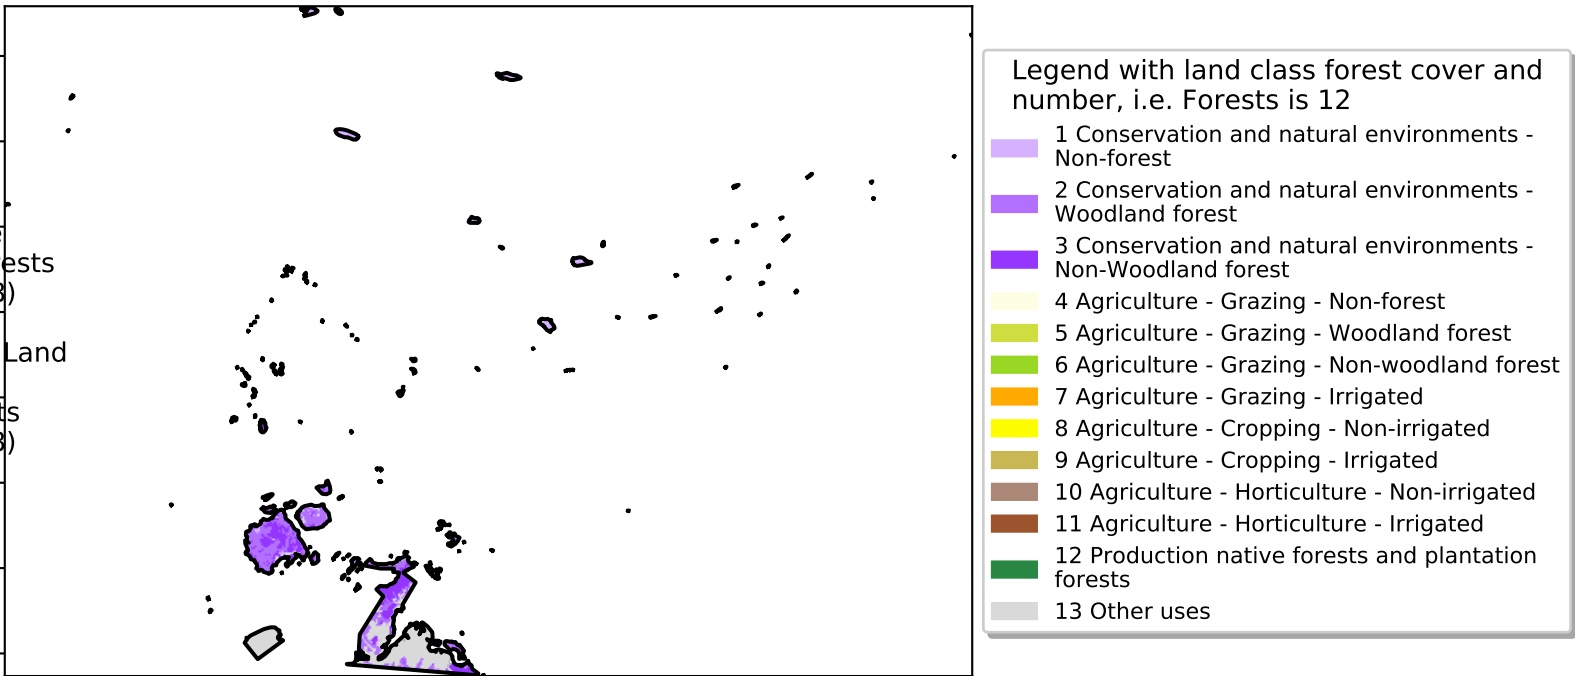 ests
3)
Land
ts
3)
Legend with land class forest cover and
number, i.e. Forests is 12
1 Conservation and natural environments -
Non-forest
2 Conservation and natural environments -
Woodland forest
3 Conservation and natural environments -
Non-Woodland forest
4 Agriculture - Grazing - Non-forest
5 Agriculture - Grazing - Woodland forest
6 Agriculture - Grazing - Non-woodland forest
7 Agriculture - Grazing - Irrigated
8 Agriculture - Cropping - Non-irrigated
9 Agriculture - Cropping - Irrigated
10 Agriculture - Horticulture - Non-irrigated
11 Agriculture - Horticulture - Irrigated
12 Production native forests and plantation
forests
13 Other uses